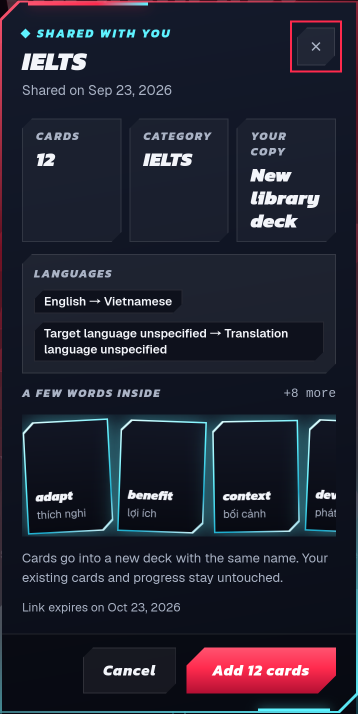 SHARED WITH YOU
IELTS
Shared on Sep 23, 2026
CARDS
12
CATEGORY
IELTS
YOUR
COPY
New
library
deck
LANGUAGES
English → Vietnamese
Target language unspecified → Translation
language unspecified
A FEW WORDS INSIDE
+8 more
adapt
thích nghi
benefit
lợi ích
context
bối cảnh
dev
phát
Cards go into a new deck with the same name. Your
existing cards and progress stay untouched.
Link expires on Oct 23, 2026
Cancel
Add 12 cards